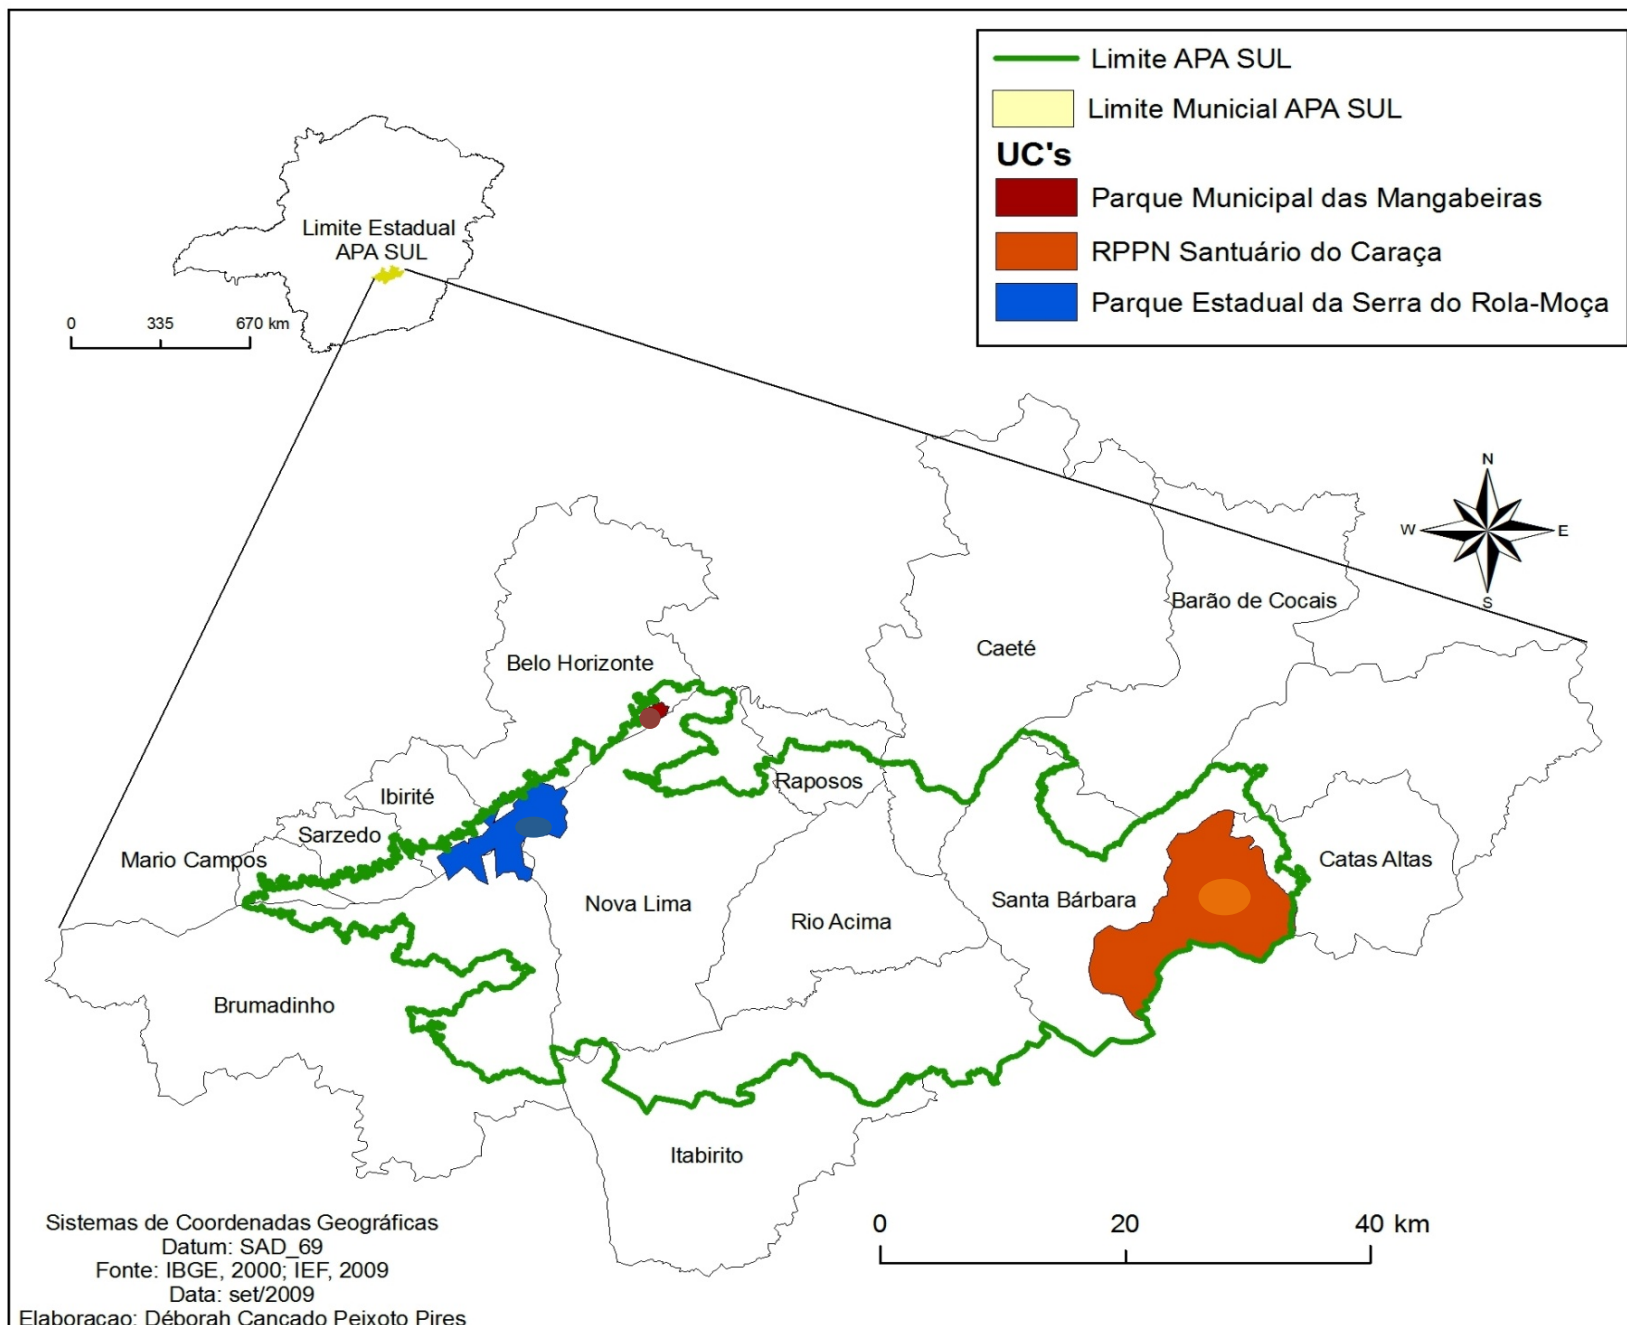 Limite APA SUL
Limite Municial APA SUL
UC's
Parque Municipal das Mangabeiras
RPPN Santuário do Caraça
Parque Estadual da Serra do Rola-Moça
Limite Estadual
APA SUL
0 335 670 km
N
W E
S
Barão de Cocais
Caeté
Belo Horizonte
Raposos
Ibirité
Sarzedo
Mario Campos
Catas Altas
Santa Bárbara
Nova Lima
Rio Acima
Brumadinho
Itabirito
0 20 40 km
Sistemas de Coordenadas Geográficas
Datum: SAD_69
Fonte: IBGE, 2000; IEF, 2009
Data: set/2009
Elaboracao: Déborah Cancado Peixoto Pires